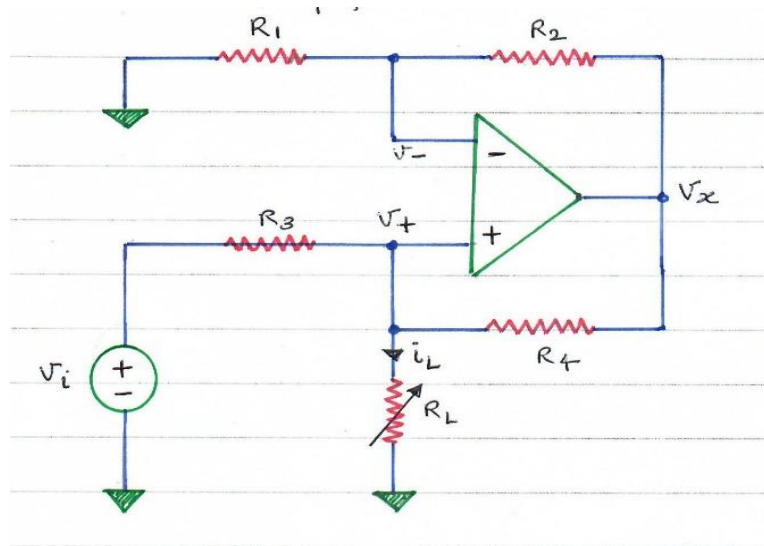 R1
R2
V-
-
Vx
R3
V+
+
Vi
+
-
iL
R4
RL